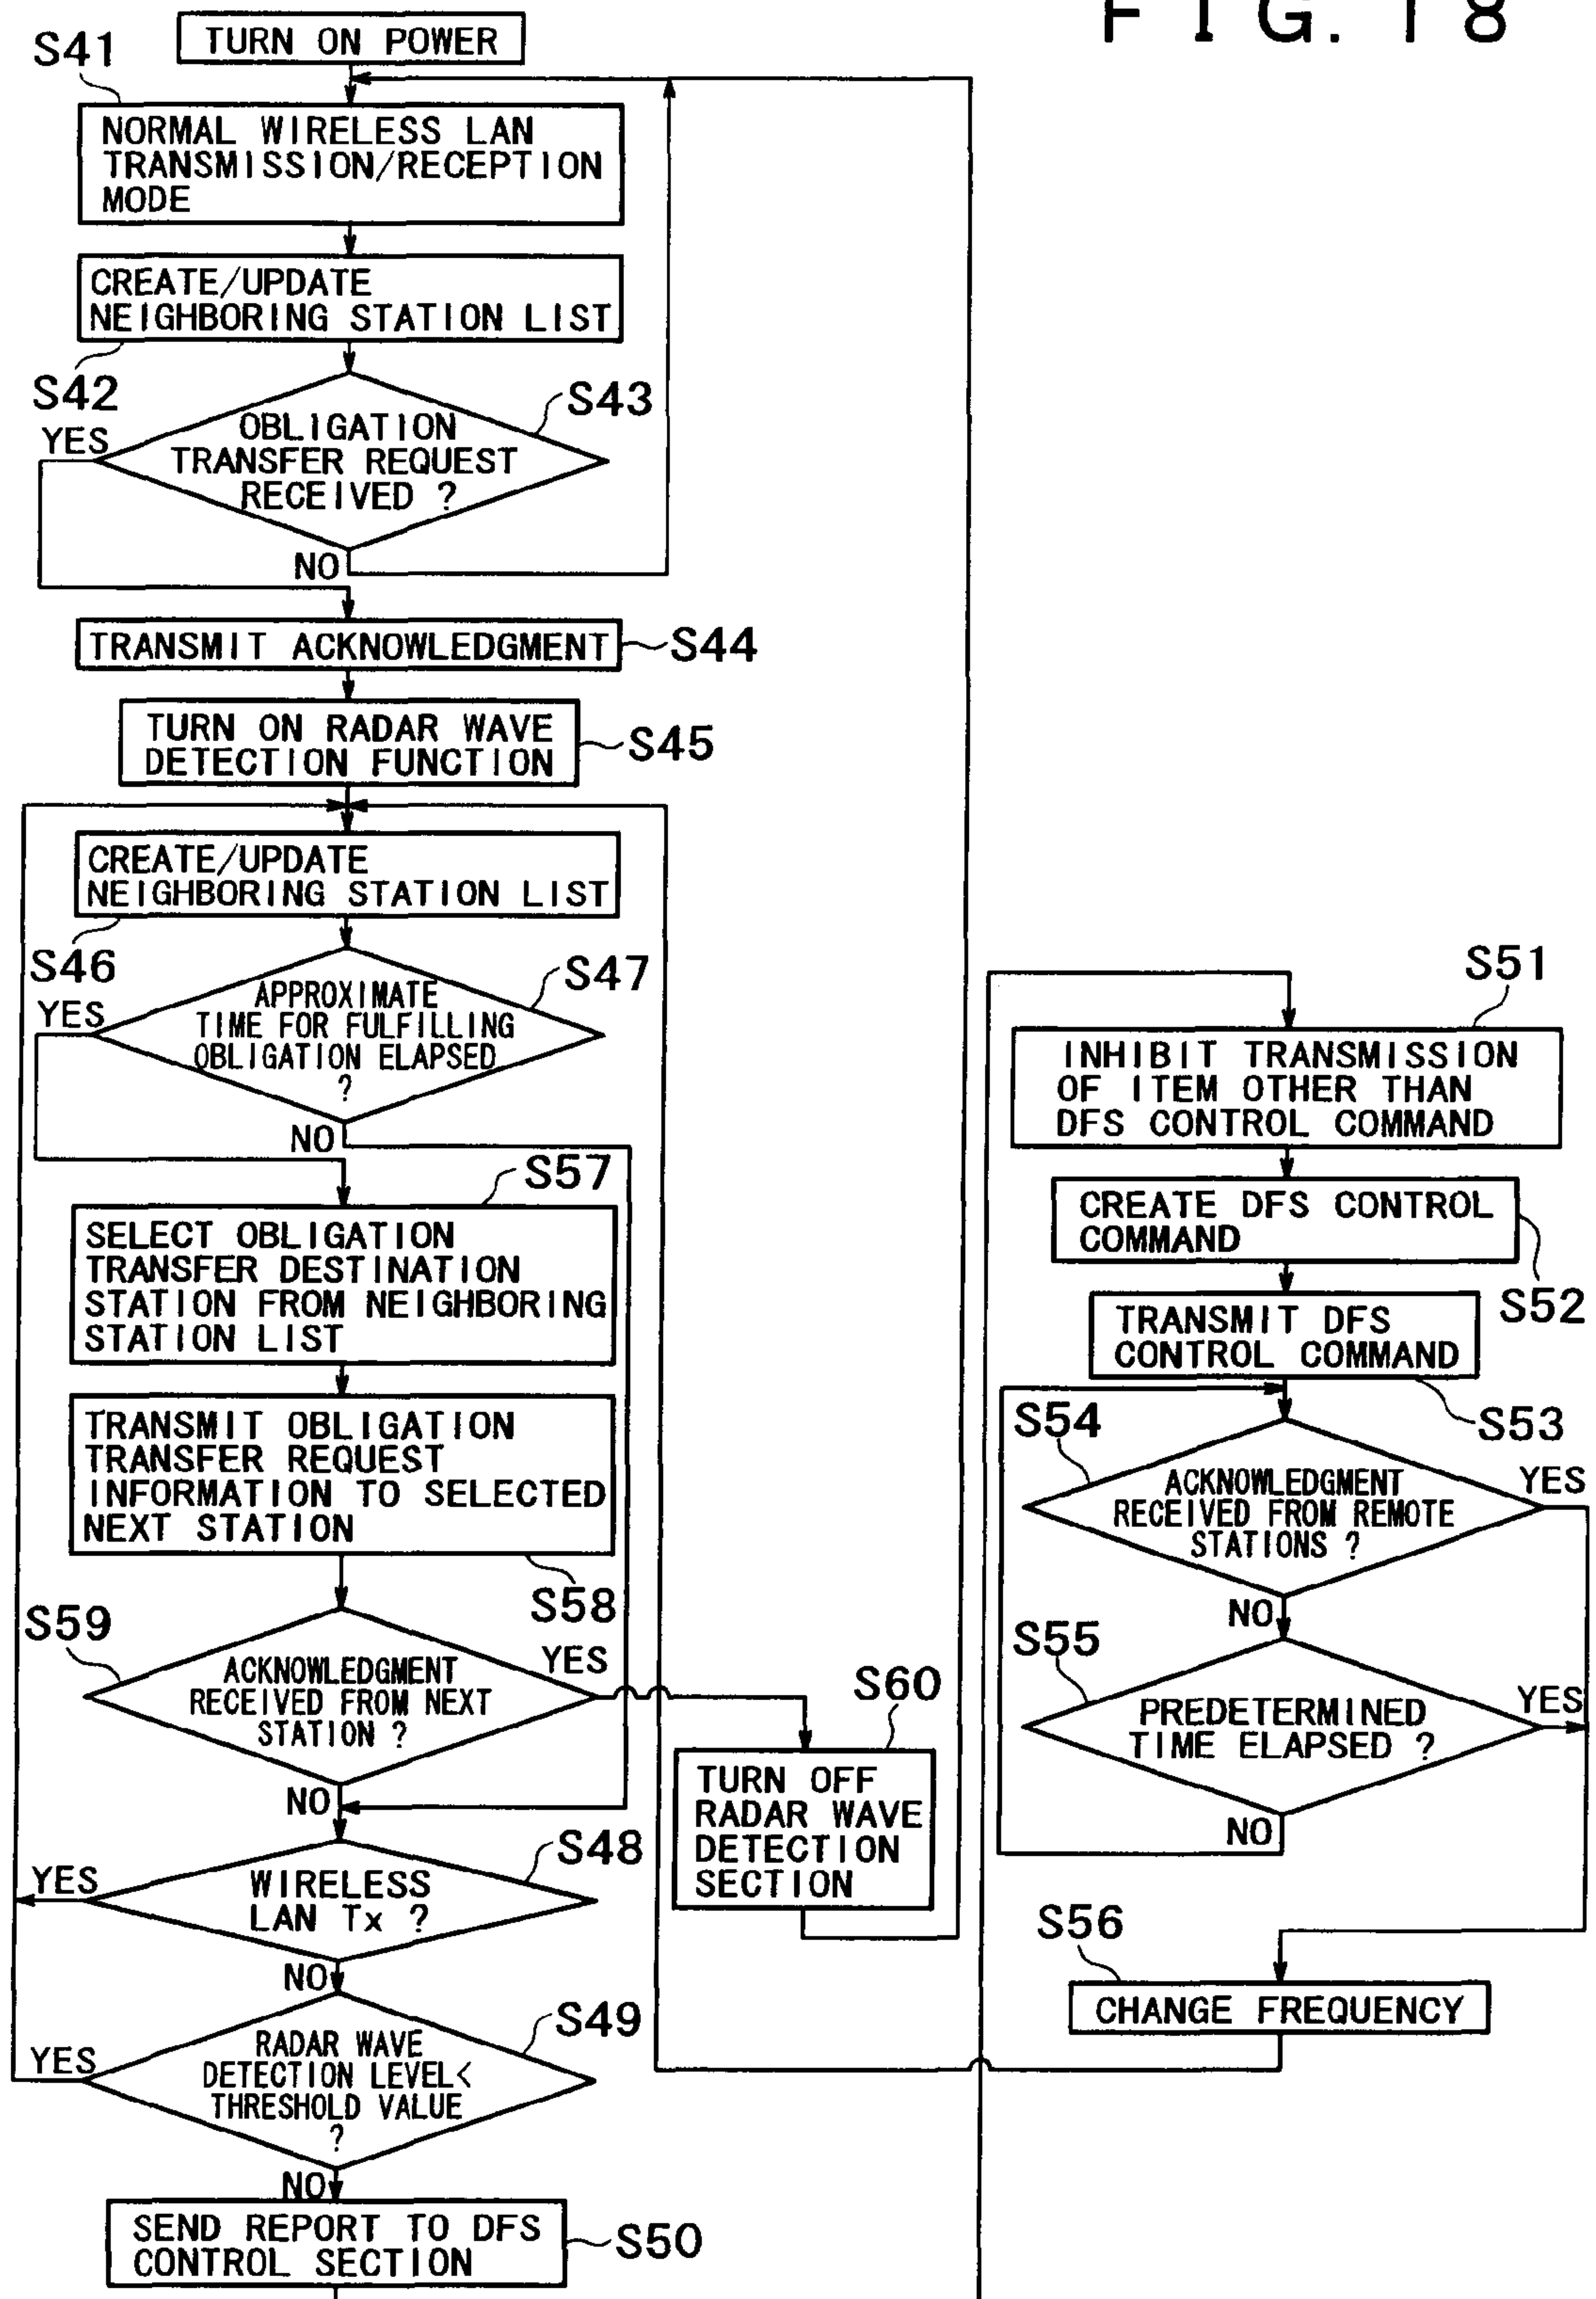 FIG. 18
TURN ON POWER
S41
NORMAL WIRELESS LAN
TRANSMISSION/RECEPTION
MODE
CREATE/UPDATE
NEIGHBORING STATION LIST
S42
S43
YES
OBLIGATION
TRANSFER REQUEST
RECEIVED ?
NO
TRANSMIT ACKNOWLEDGMENT
S44
TURN ON RADAR WAVE
DETECTION FUNCTION
S45
CREATE/UPDATE
NEIGHBORING STATION LIST
S46
S47
YES
APPROXIMATE
TIME FOR FULFILLING
OBLIGATION ELAPSED
?
NO
S57
SELECT OBLIGATION
TRANSFER DESTINATION
STATION FROM NEIGHBORING
STATION LIST
TRANSMIT OBLIGATION
TRANSFER REQUEST
INFORMATION TO SELECTED
NEXT STATION
S58
S59
ACKNOWLEDGMENT
RECEIVED FROM NEXT
STATION ?
YES
NO
S60
TURN OFF
RADAR WAVE
DETECTION
SECTION
S48
YES
WIRELESS
LAN Tx ?
NO
S49
YES
RADAR WAVE
DETECTION LEVEL<
THRESHOLD VALUE
?
NO
SEND REPORT TO DFS
CONTROL SECTION
S50
S51
INHIBIT TRANSMISSION
OF ITEM OTHER THAN
DFS CONTROL COMMAND
CREATE DFS CONTROL
COMMAND
S52
TRANSMIT DFS
CONTROL COMMAND
S53
S54
ACKNOWLEDGMENT
RECEIVED FROM REMOTE
STATIONS ?
YES
NO
S55
PREDETERMINED
TIME ELAPSED ?
YES
NO
S56
CHANGE FREQUENCY